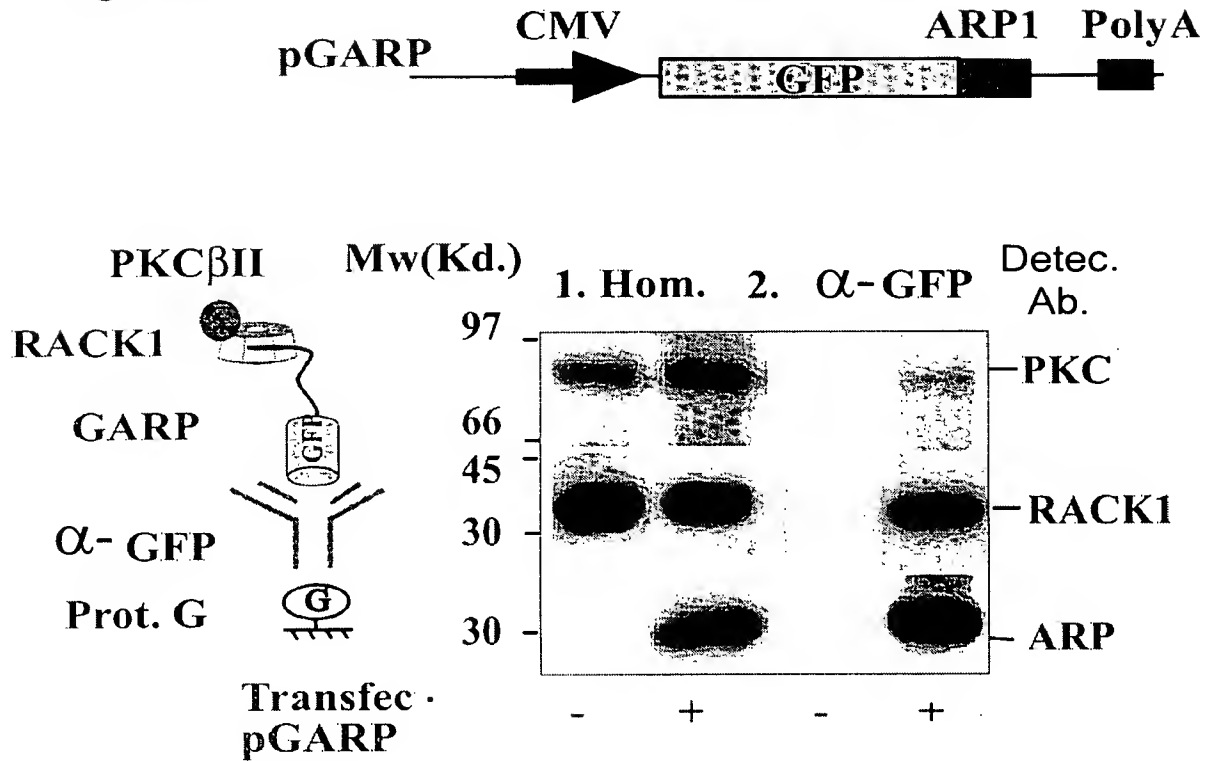 CMV ARP1 PolyA
pGARP
GFP
PKCβII Mw(Kd.) 1. Hom. 2. α-GFP Detec.
Ab.
97
RACK1
PKC
GARP
GFP
66
45
RACK1
30
α- GFP
Prot. G
G
30
ARP
Transfec · - + - +
pGARP